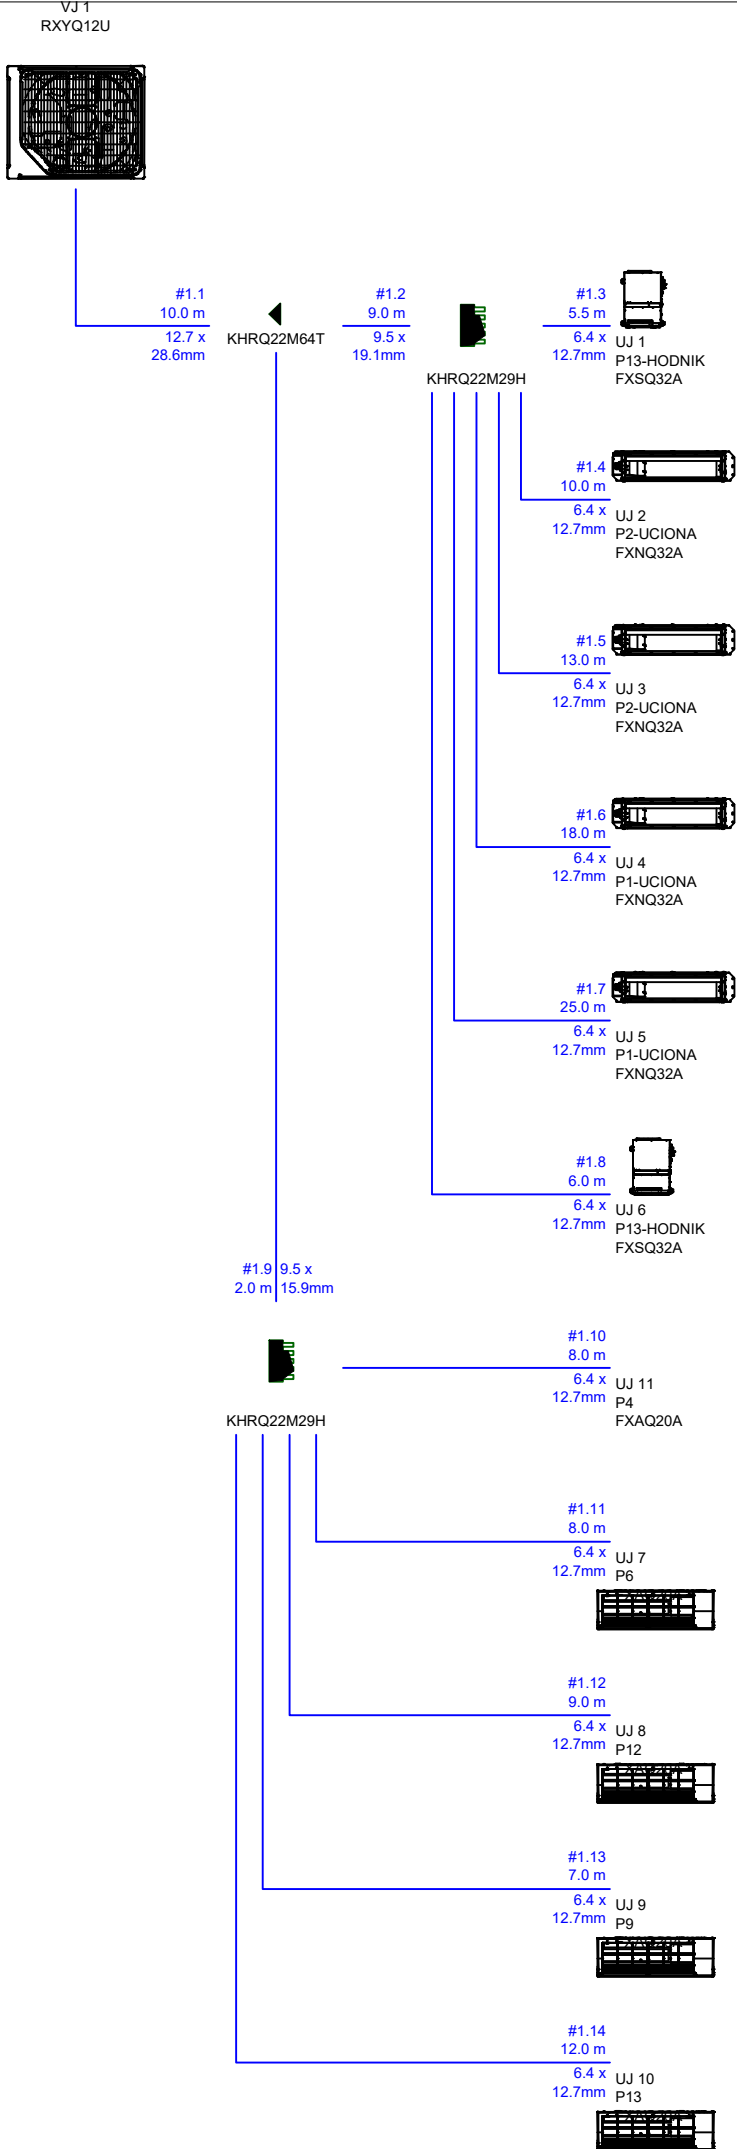 VJ 1
RXYQ12U
#1.1
10.0 m
12.7 x
28.6mm
KHRQ22M64T
#1.2
9.0 m
9.5 x
19.1mm
KHRQ22M29H
#1.3
5.5 m
6.4 x
12.7mm
UJ 1
P13-HODNIK
FXSQ32A
#1.4
10.0 m
6.4 x
12.7mm
UJ 2
P2-UCIONA
FXNQ32A
#1.5
13.0 m
6.4 x
12.7mm
UJ 3
P2-UCIONA
FXNQ32A
#1.6
18.0 m
6.4 x
12.7mm
UJ 4
P1-UCIONA
FXNQ32A
#1.7
25.0 m
6.4 x
12.7mm
UJ 5
P1-UCIONA
FXNQ32A
#1.8
6.0 m
6.4 x
12.7mm
UJ 6
P13-HODNIK
FXSQ32A
#1.9 9.5 x
2.0 m 15.9mm
KHRQ22M29H
#1.10
8.0 m
6.4 x
12.7mm
UJ 11
P4
FXAQ20A
#1.11
8.0 m
6.4 x
12.7mm
UJ 7
P6
#1.12
9.0 m
6.4 x
12.7mm
UJ 8
P12
#1.13
7.0 m
6.4 x
12.7mm
UJ 9
P9
#1.14
12.0 m
6.4 x
12.7mm
UJ 10
P13